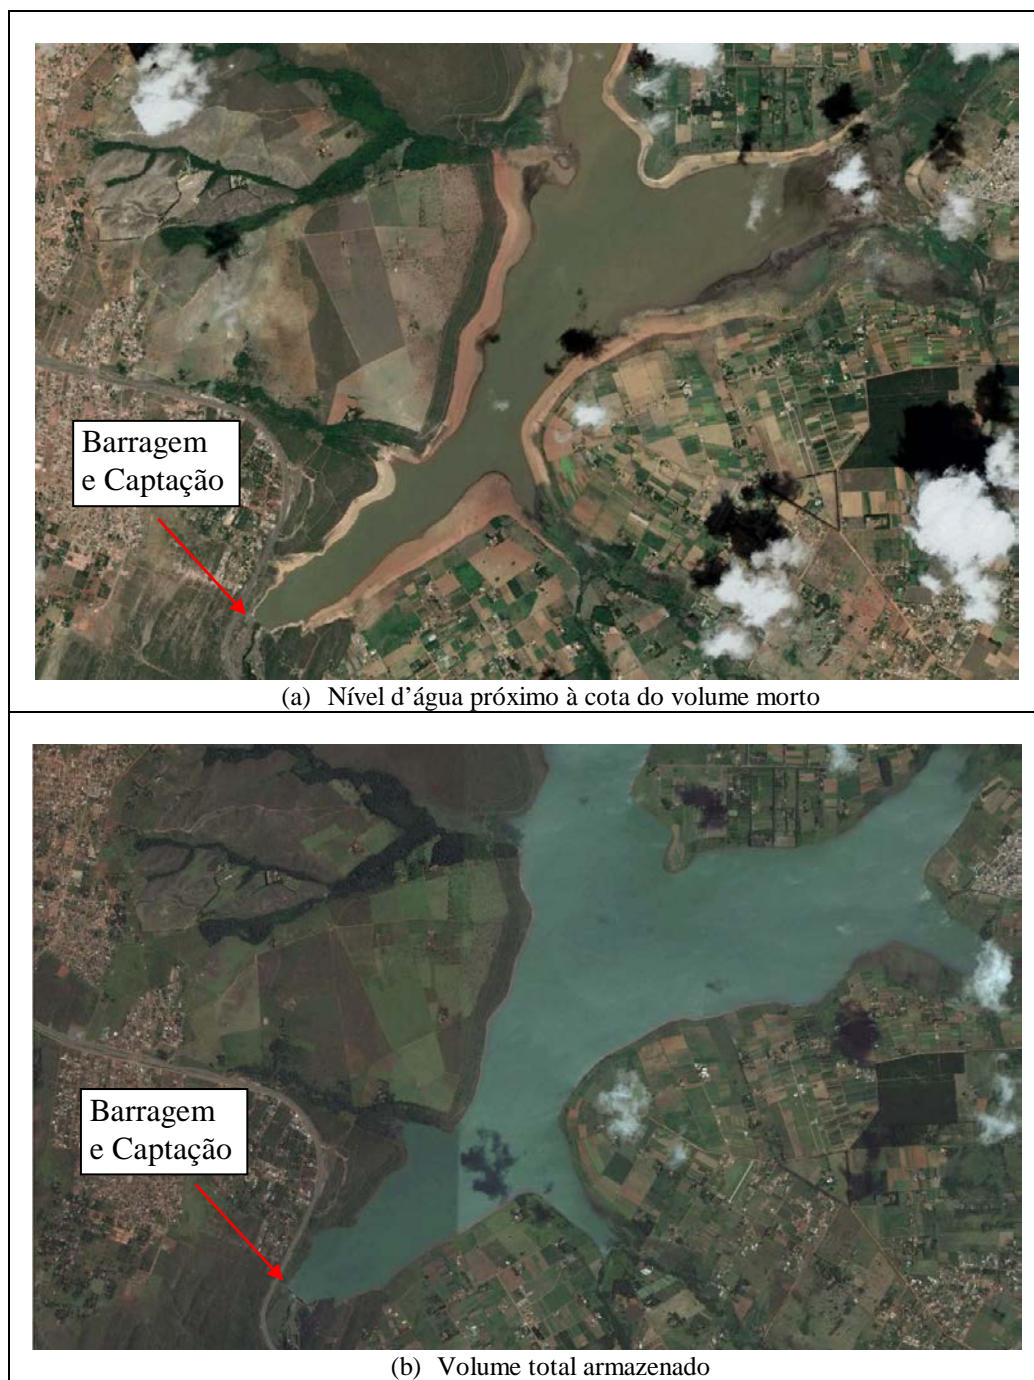 Barragem
e Captação
(a) Nível d’água próximo à cota do volume morto
Barragem
e Captação
(b) Volume total armazenado